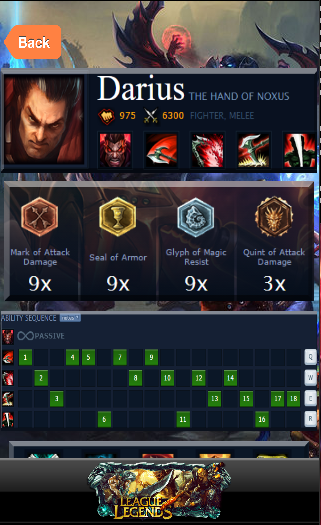 Back
Darius THE HAND OF NOXUS
975 6300 FIGHTER, MELEE
Mark of Attack Damage
9x
Seal of Armor
9x
Glyph of Magic Resist
9x
Quint of Attack Damage
3x
ABILITY SEQUENCE
PASSIVE
1 4 5 7 9 Q
2 8 10 12 14 W
3 13 15 17 18 E
6 11 16 R
LEAGUE
OF
LEGENDS